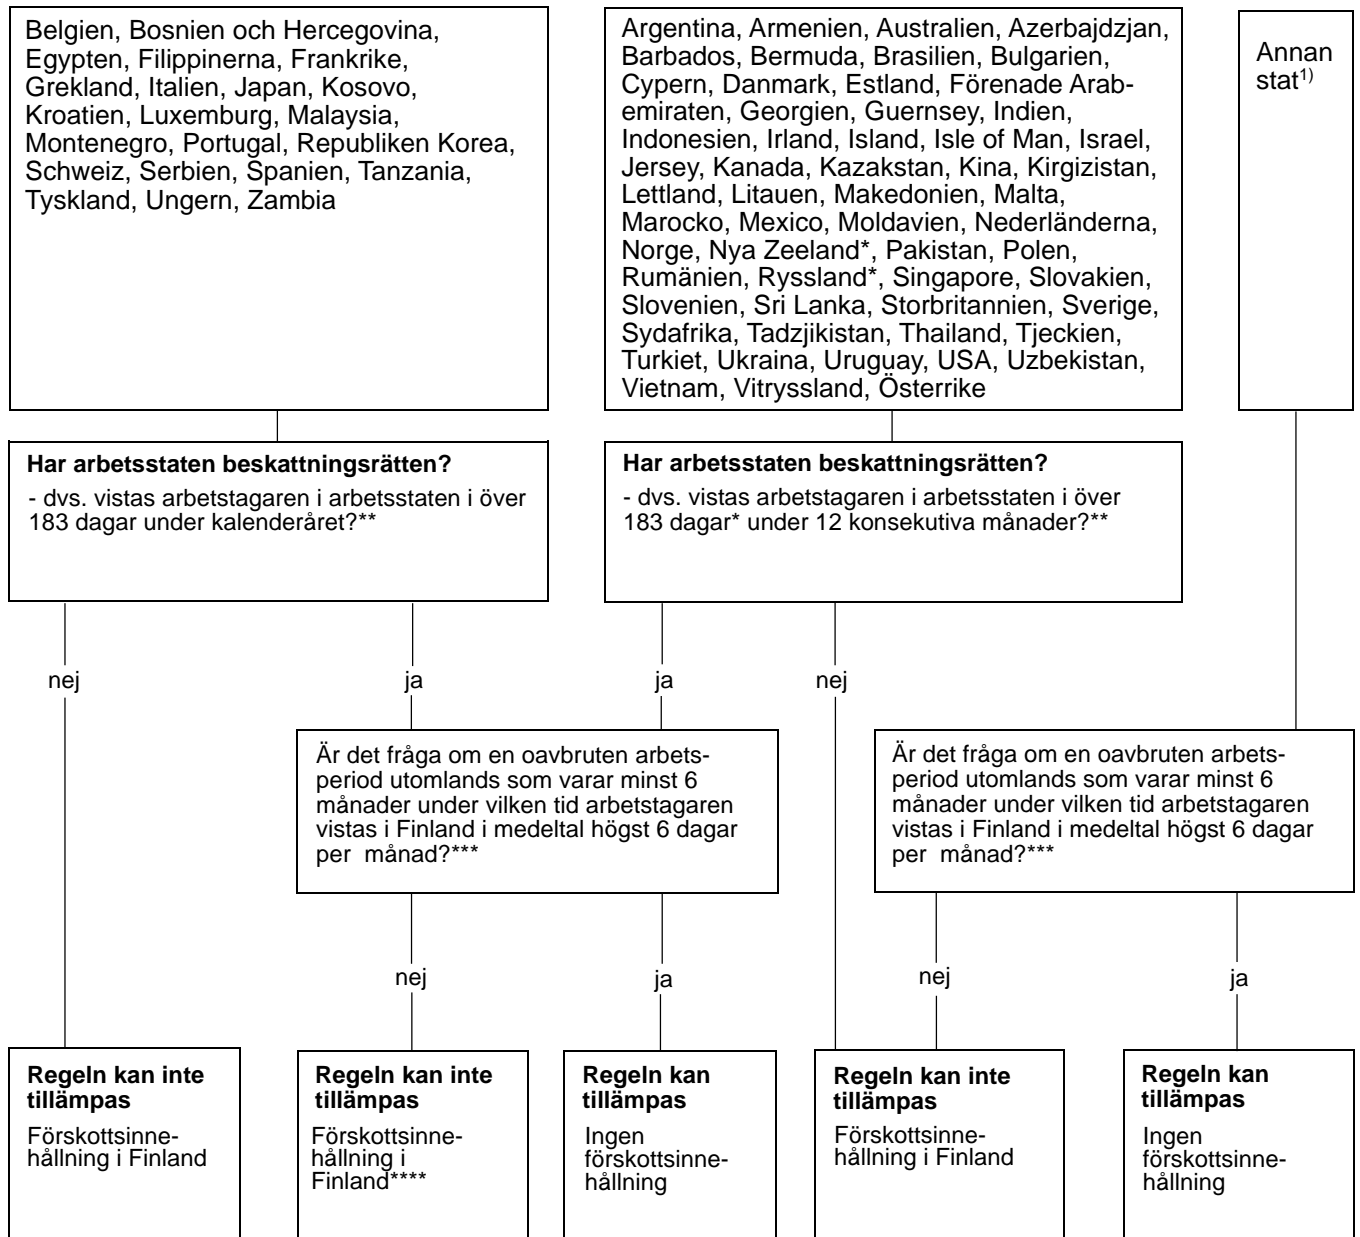 Belgien, Bosnien och Hercegovina,
Egypten, Filippinerna, Frankrike,
Grekland, Italien, Japan, Kosovo,
Kroatien, Luxemburg, Malaysia,
Montenegro, Portugal, Republiken Korea,
Schweiz, Serbien, Spanien, Tanzania,
Tyskland, Ungern, Zambia
Argentina, Armenien, Australien, Azerbajdzjan,
Barbados, Bermuda, Brasilien, Bulgarien,
Cypern, Danmark, Estland, Förenade Arab-
emiraten, Georgien, Guernsey, Indien,
Indonesien, Irland, Island, Isle of Man, Israel,
Jersey, Kanada, Kazakstan, Kina, Kirgizistan,
Lettland, Litauen, Makedonien, Malta,
Marocko, Mexico, Moldavien, Nederländerna,
Norge, Nya Zeeland*, Pakistan, Polen,
Rumänien, Ryssland*, Singapore, Slovakien,
Slovenien, Sri Lanka, Storbritannien, Sverige,
Sydafrika, Tadzjikistan, Thailand, Tjeckien,
Turkiet, Ukraina, Uruguay, USA, Uzbekistan,
Vietnam, Vitryssland, Österrike
Annan
stat1)
Har arbetsstaten beskattningsrätten?
- dvs. vistas arbetstagaren i arbetsstaten i över
183 dagar under kalenderåret?**
Har arbetsstaten beskattningsrätten?
- dvs. vistas arbetstagaren i arbetsstaten i över
183 dagar* under 12 konsekutiva månader?**
nej
ja
ja
nej
Är det fråga om en oavbruten arbets-
period utomlands som varar minst 6
månader under vilken tid arbetstagaren
vistas i Finland i medeltal högst 6 dagar
per månad?***
Är det fråga om en oavbruten arbets-
period utomlands som varar minst 6
månader under vilken tid arbetstagaren
vistas i Finland i medeltal högst 6 dagar
per månad?***
nej
ja
nej
ja
Regeln kan inte
tillämpas
Förskottsinne-
hållning i Finland
Regeln kan inte
tillämpas
Förskottsinne-
hållning i
Finland****
Regeln kan
tillämpas
Ingen
förskottsinne-
hållning
Regeln kan inte
tillämpas
Förskottsinne-
hållning i Finland
Regeln kan
tillämpas
Ingen
förskottsinne-
hållning